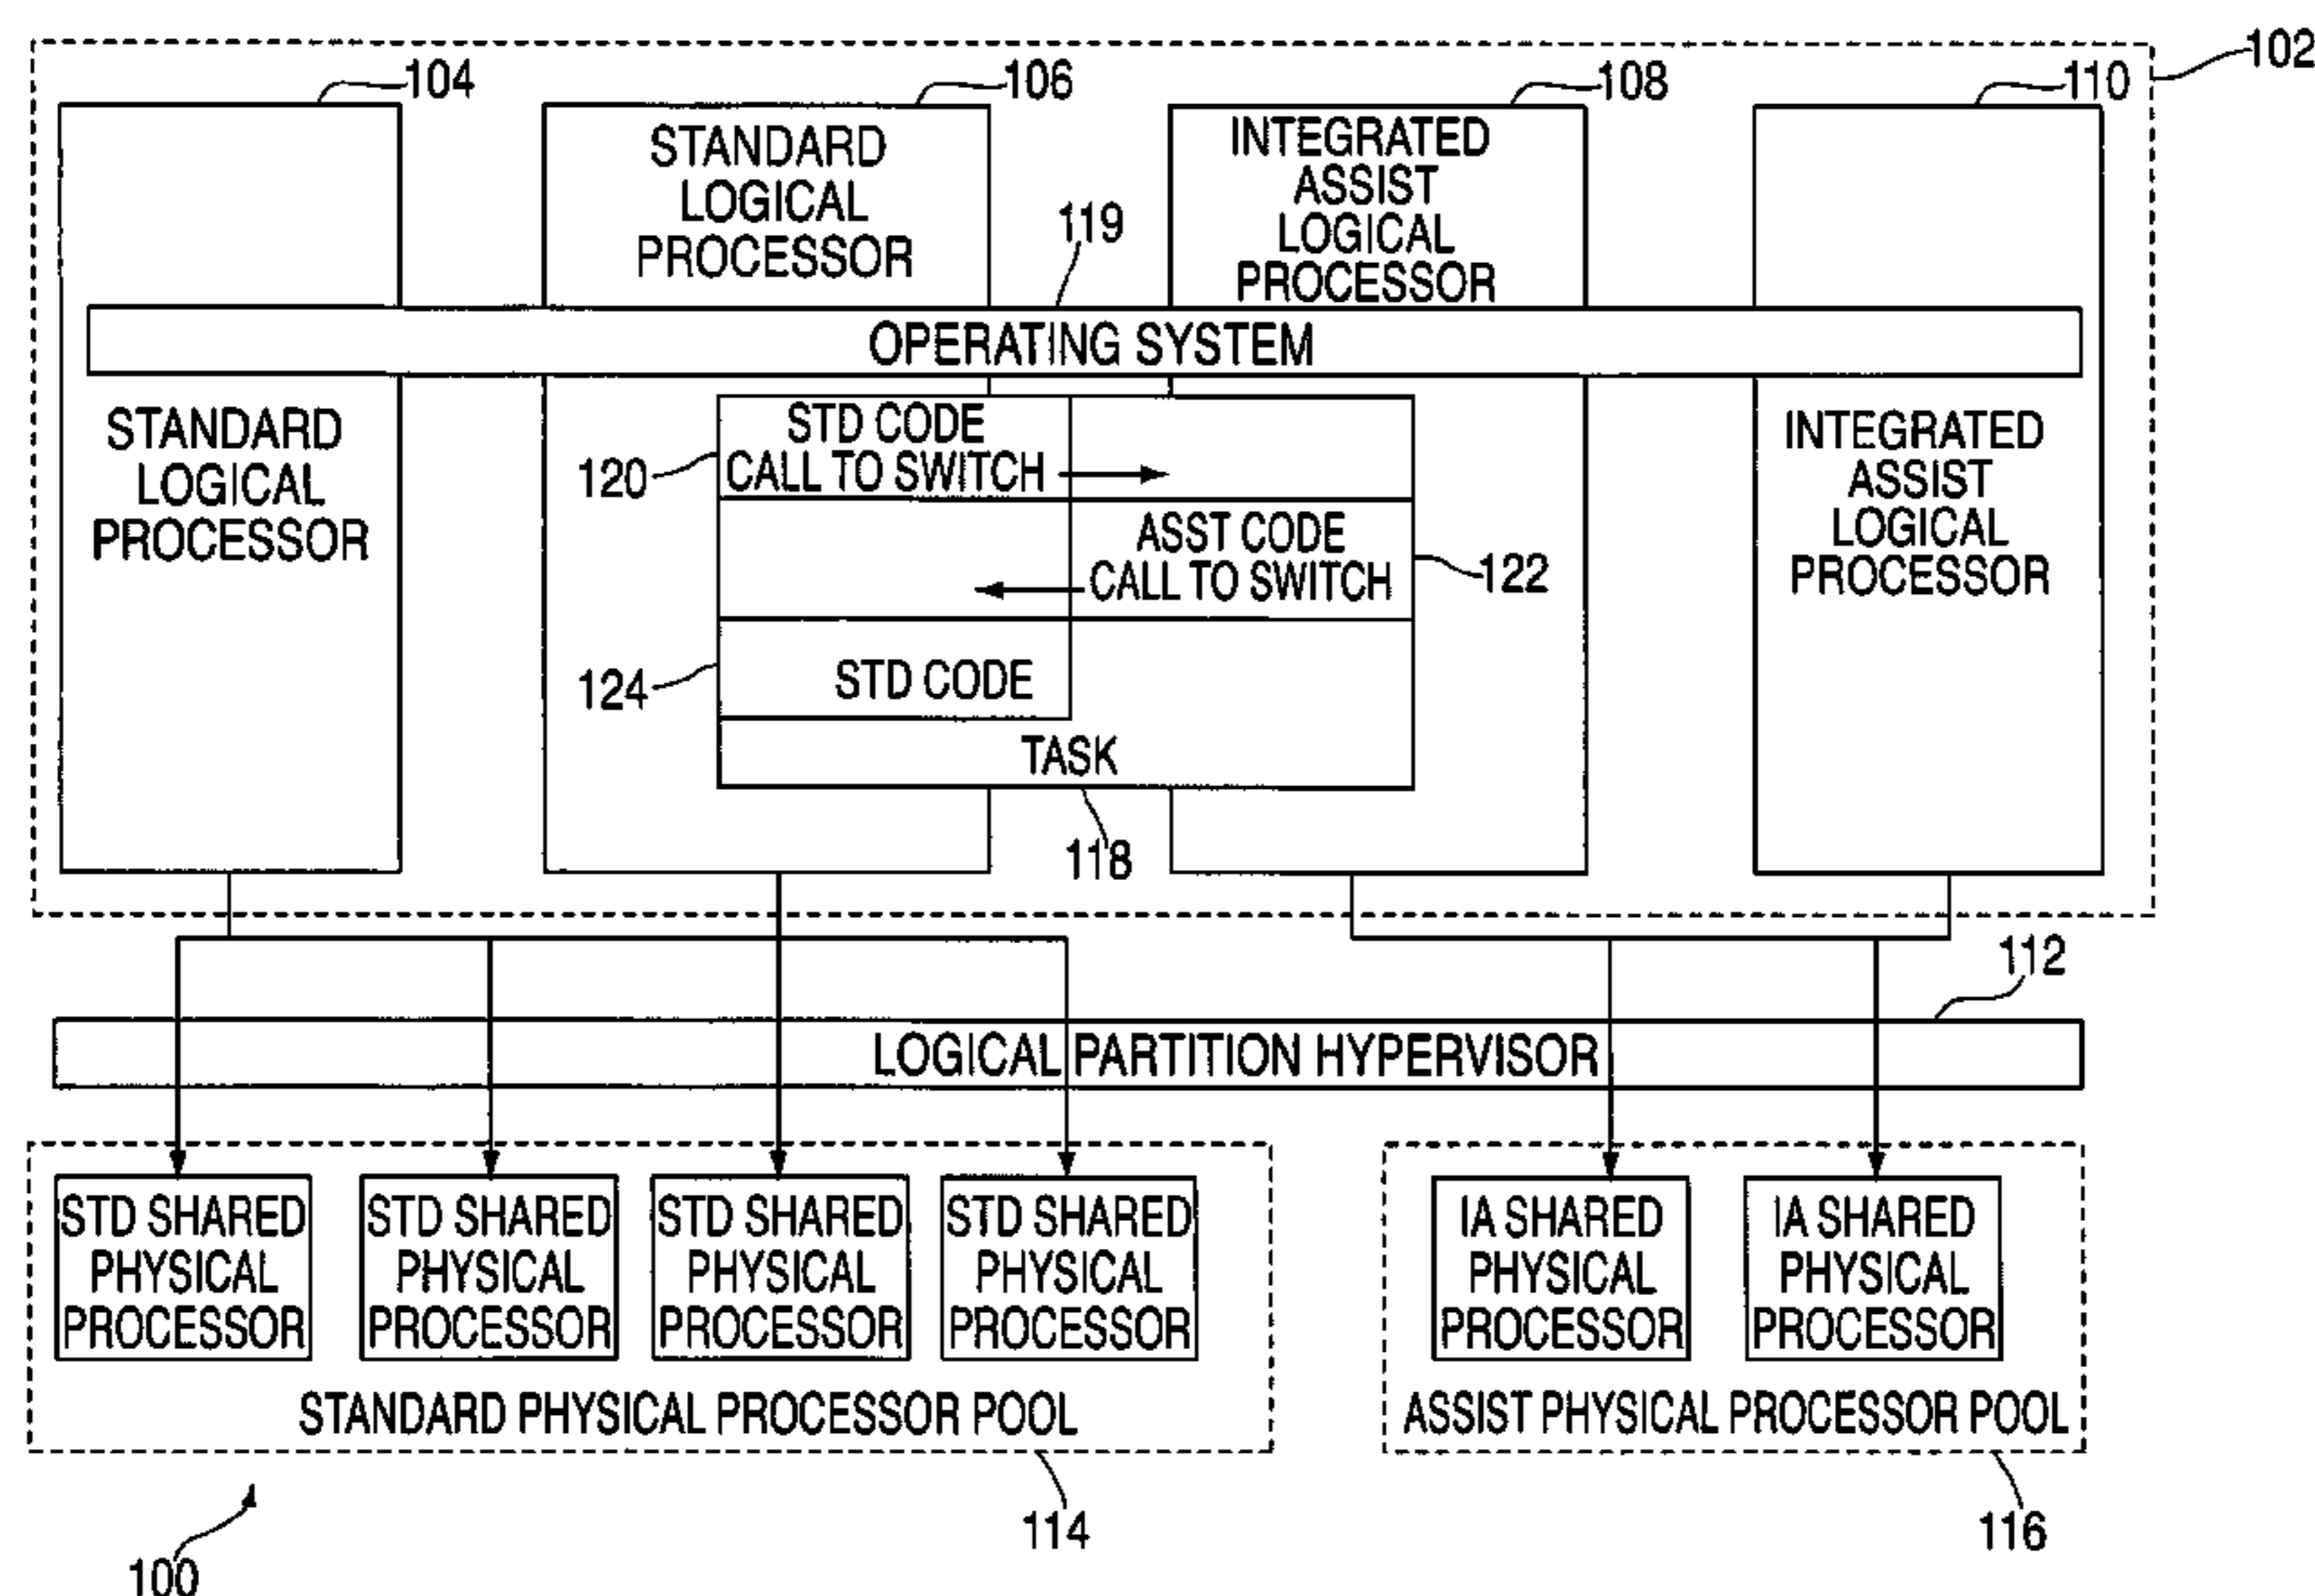 102
104
106
108
110
STANDARD
LOGICAL
PROCESSOR
INTEGRATED
ASSIST
LOGICAL
PROCESSOR
119
OPERATING SYSTEM
STANDARD
LOGICAL
PROCESSOR
INTEGRATED
ASSIST
LOGICAL
PROCESSOR
120
STD CODE
CALL TO SWITCH
ASST CODE
CALL TO SWITCH
122
124
STD CODE
TASK
118
112
LOGICAL PARTITION HYPERVISOR
STD SHARED
PHYSICAL
PROCESSOR
STD SHARED
PHYSICAL
PROCESSOR
STD SHARED
PHYSICAL
PROCESSOR
STD SHARED
PHYSICAL
PROCESSOR
IA SHARED
PHYSICAL
PROCESSOR
IA SHARED
PHYSICAL
PROCESSOR
STANDARD PHYSICAL PROCESSOR POOL
ASSIST PHYSICAL PROCESSOR POOL
114
116
100